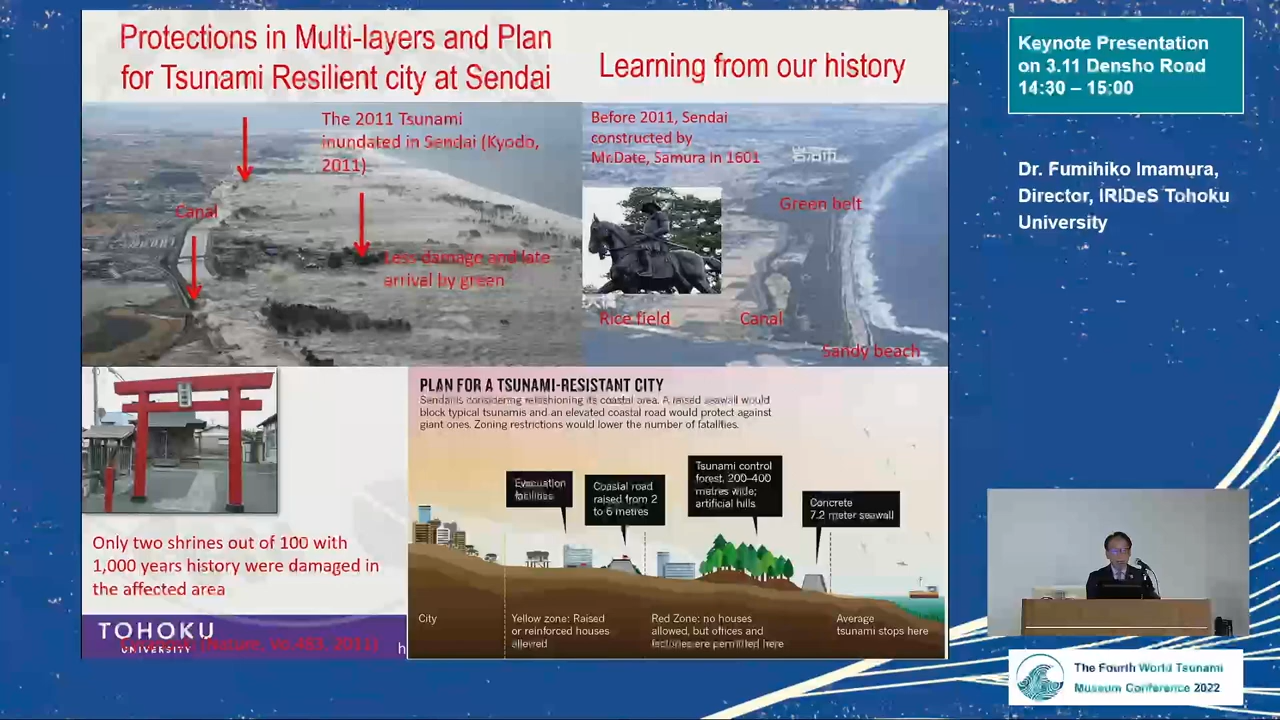 Protections in Multi-layers and Plan
for Tsunami Resilient city at Sendai
Learning from our history
The 2011 Tsunami
inundated in Sendai (Kyodo,
2011)
Canal
Less damage and late
arrival by green
Before 2011, Sendai
constructed by
Mr.Date, Samura in 1601
岩沼市
Green belt
Rice field
Canal
Sandy beach
Only two shrines out of 100 with
1,000 years history were damaged in
the affected area
TOHOKU
UNIVERSITY
(Nature, Vo.483, 2011)
h
PLAN FOR A TSUNAMI-RESISTANT CITY
Sendai is considering refashioning its coastal area. A raised seawall would
block typical tsunamis and an elevated coastal road would protect against
giant ones. Zoning restrictions would lower the number of fatalities.
Evacuation
facilities
Coasial road
raised from 2
to 6 metres
Tsunami control
forest, 200–400
metres wide;
artificial hills
Concrete
7.2 meter seawall
City
Yellow zone: Raised
or reinforced houses
allowed
Red Zone: no houses
allowed, but offices and
factories are permitted here
Average
tsunami stops here
Keynote Presentation
on 3.11 Densho Road
14:30 – 15:00
Dr. Fumihiko Imamura,
Director, IRIDeS Tohoku
University
The Fourth World Tsunami
Museum Conference 2022